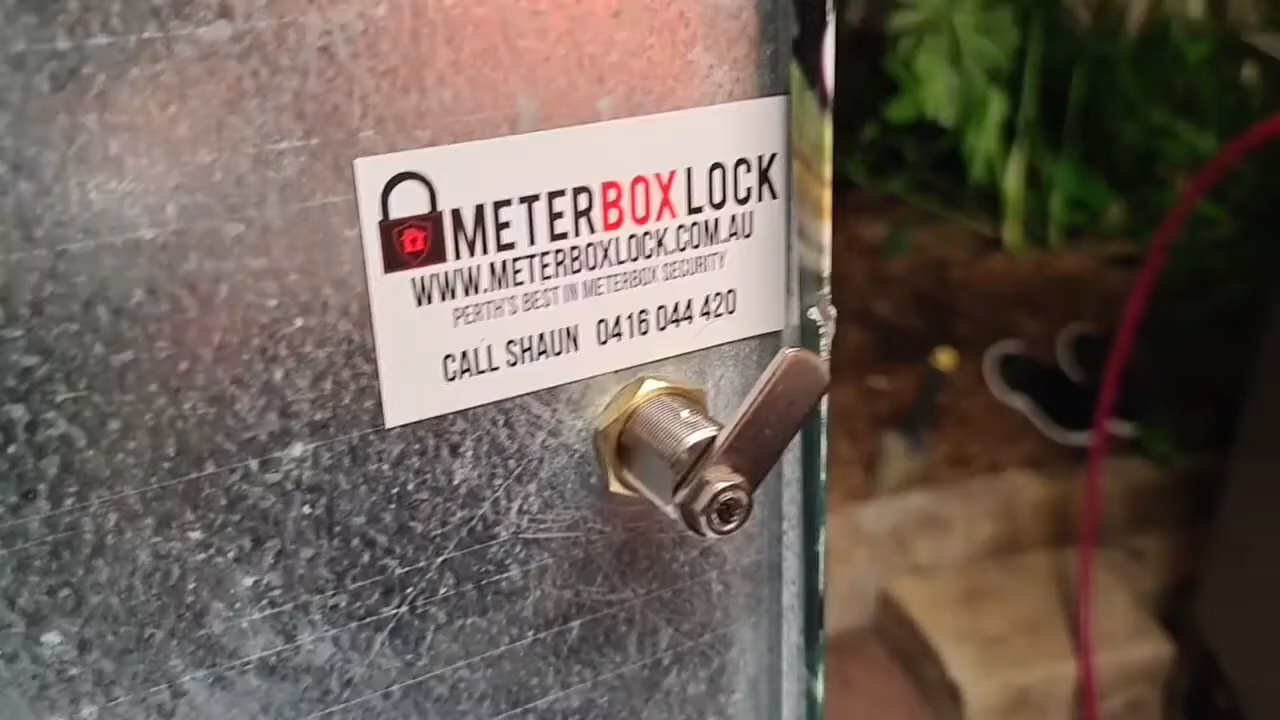 METERBOXLOCK
WWW.METERBOXLOCK.COM.AU
PERTH'S BEST IN METERBOX SECURITY
CALL SHAUN 0416 044 420